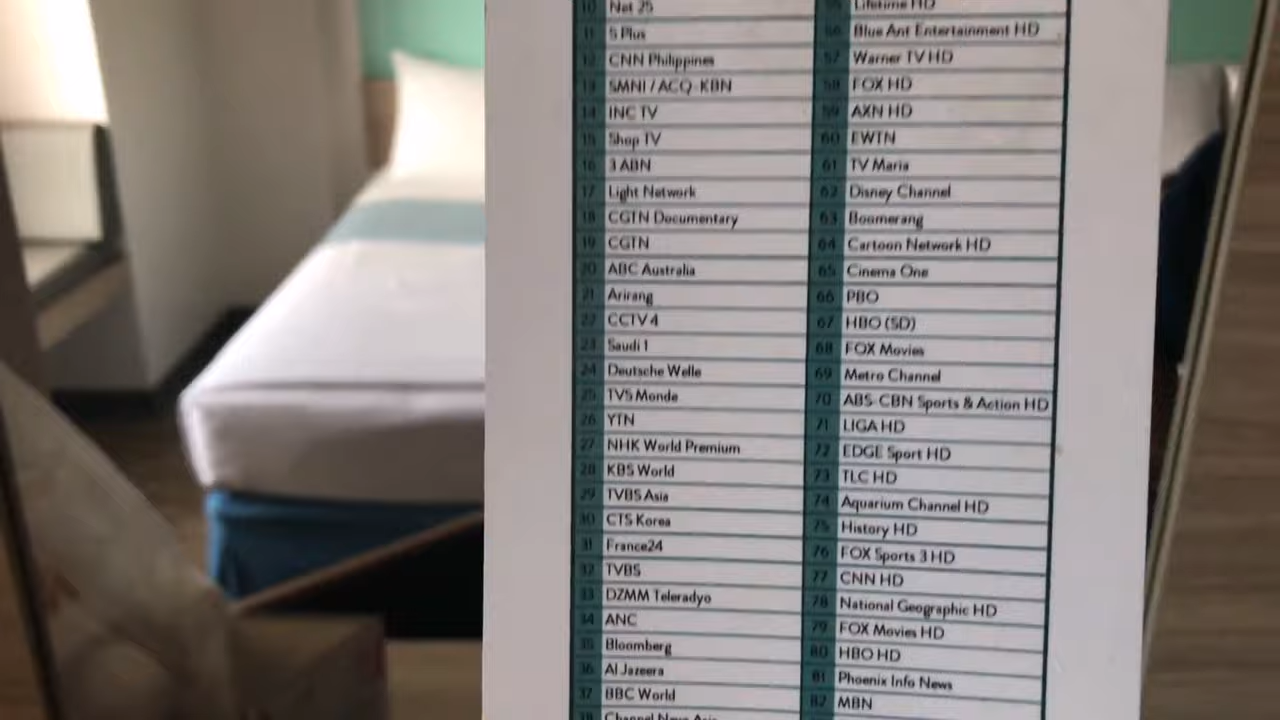 10 Net 25
11 5 Plus
12 CNN Philippines
13 SMNI / ACQ-KBN
14 INC TV
15 Shop TV
16 3 ABN
17 Light Network
18 CGTN Documentary
19 CGTN
20 ABC Australia
21 Arirang
22 CCTV 4
23 Saudi 1
24 Deutsche Welle
25 TV5 Monde
26 YTN
27 NHK World Premium
28 KBS World
29 TVBS Asia
30 CTS Korea
31 France24
32 TVBS
33 DZMM Teleradyo
34 ANC
35 Bloomberg
36 Al Jazeera
37 BBC World
38 Channel News Asia
55 Lifetime HD
56 Blue Ant Entertainment HD
57 Warner TV HD
58 FOX HD
59 AXN HD
60 EWTN
61 TV Maria
62 Disney Channel
63 Boomerang
64 Cartoon Network HD
65 Cinema One
66 PBO
67 HBO (SD)
68 FOX Movies
69 Metro Channel
70 ABS-CBN Sports & Action HD
71 LIGA HD
72 EDGE Sport HD
73 TLC HD
74 Aquarium Channel HD
75 History HD
76 FOX Sports 3 HD
77 CNN HD
78 National Geographic HD
79 FOX Movies HD
80 HBO HD
81 Phoenix Info News
82 MBN